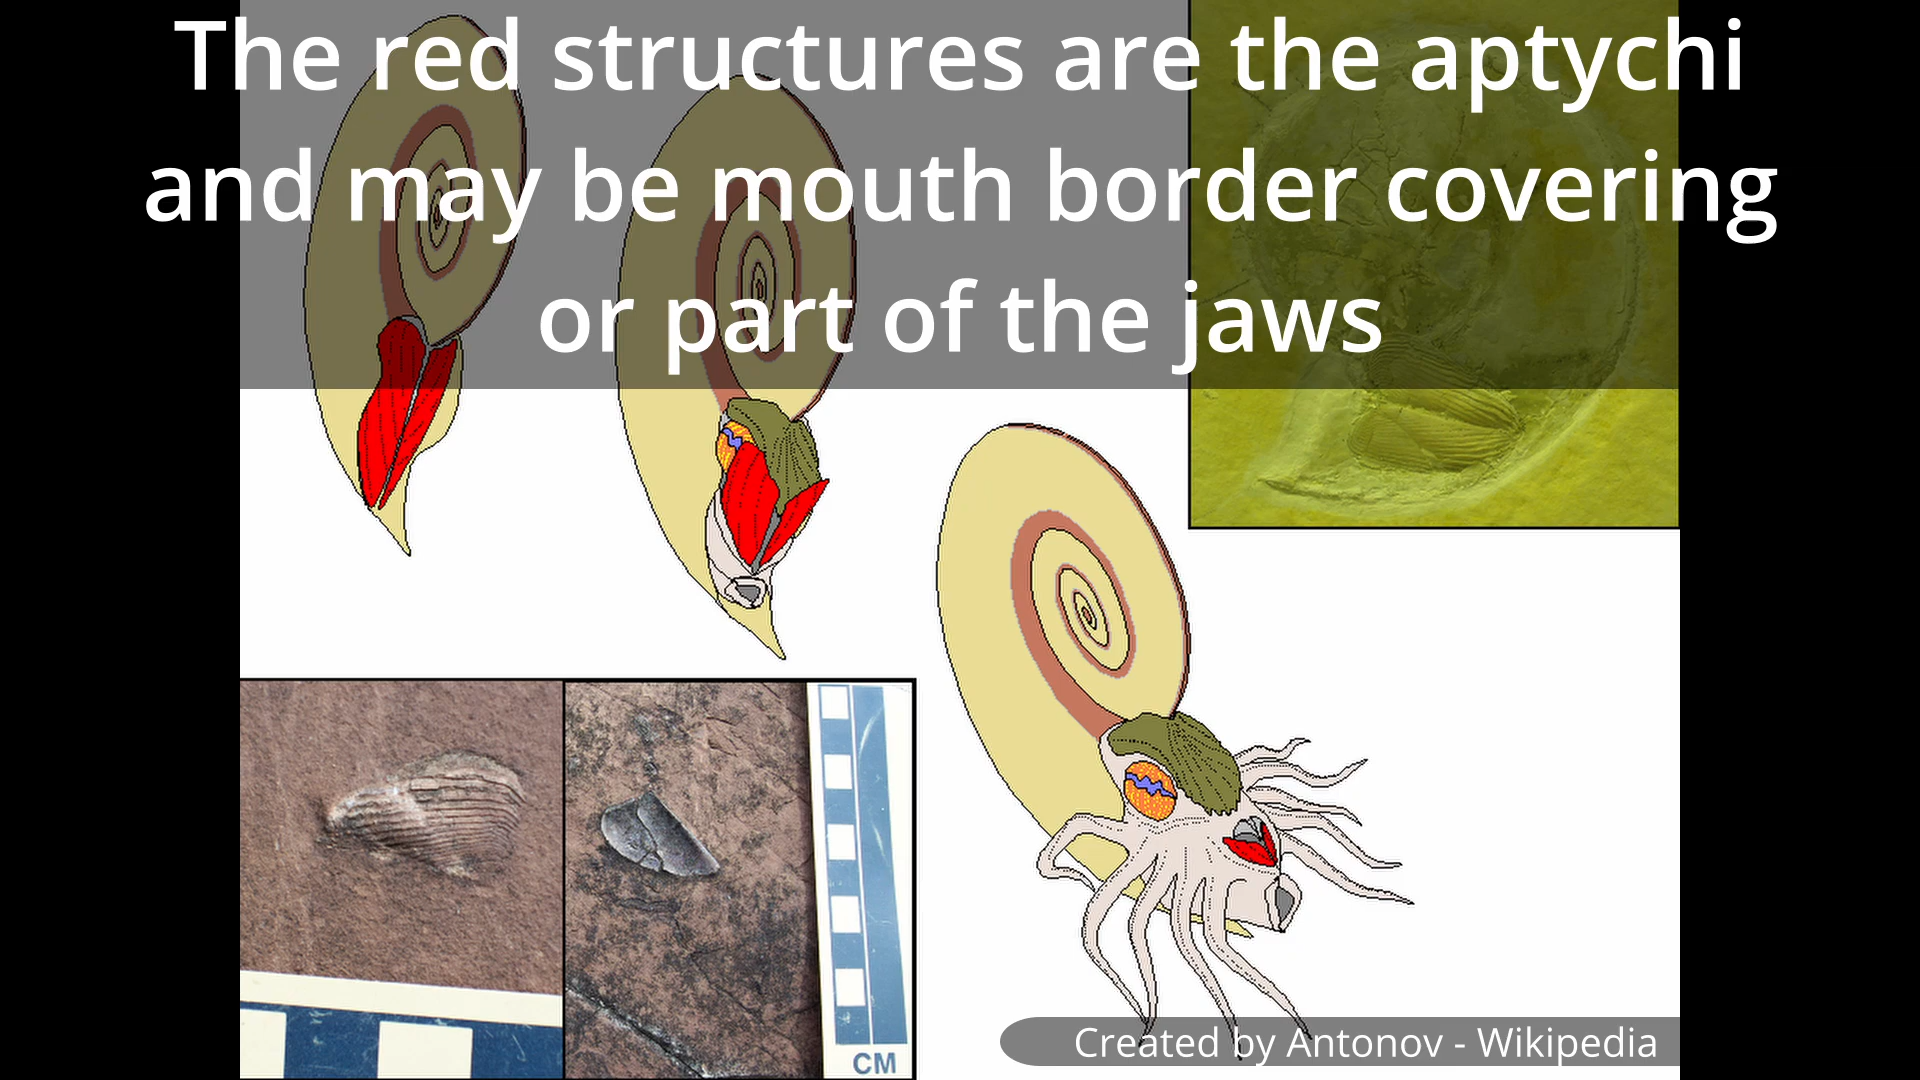 The red structures are the aptychi
and may be mouth border covering
or part of the jaws
CM
Created by Antonov - Wikipedia